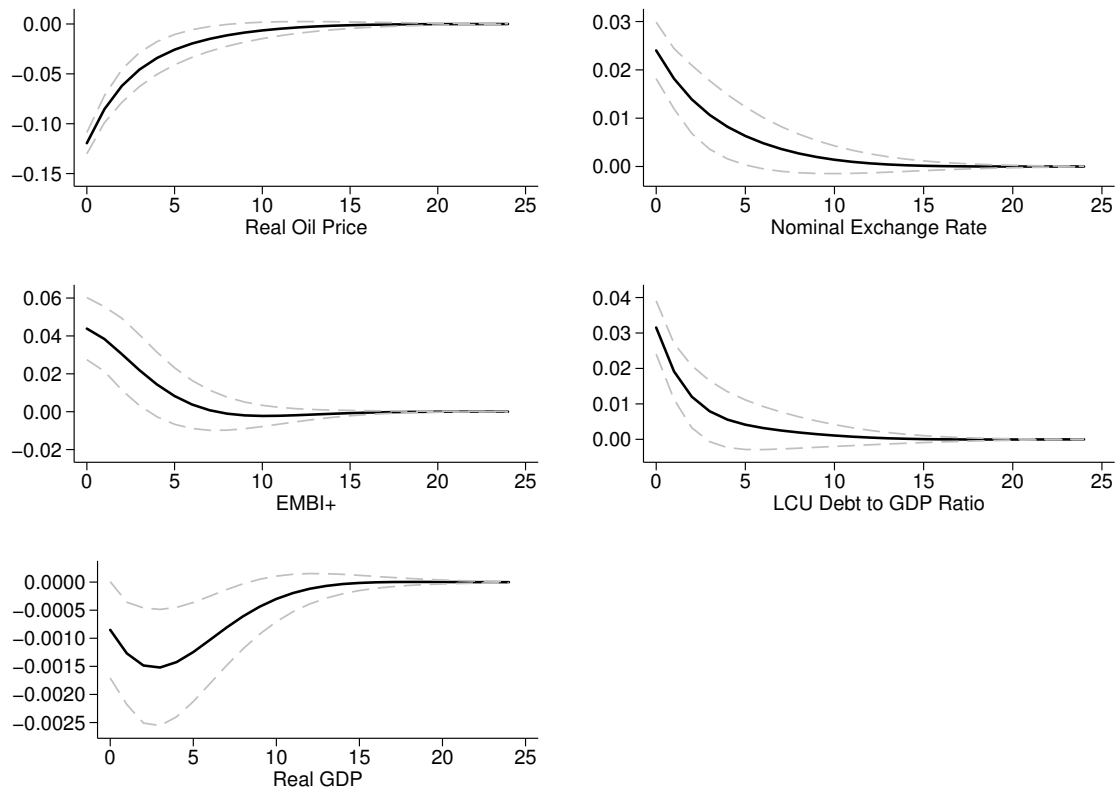 0.00
−0.05
−0.10
−0.15
0 5 10 15 20 25
Real Oil Price
0.03
0.02
0.01
0.00
0 5 10 15 20 25
Nominal Exchange Rate
0.06
0.04
0.02
0.00
−0.02
0 5 10 15 20 25
EMBI+
0.04
0.03
0.02
0.01
0.00
0 5 10 15 20 25
LCU Debt to GDP Ratio
0.0000
−0.0005
−0.0010
−0.0015
−0.0020
−0.0025
0 5 10 15 20 25
Real GDP